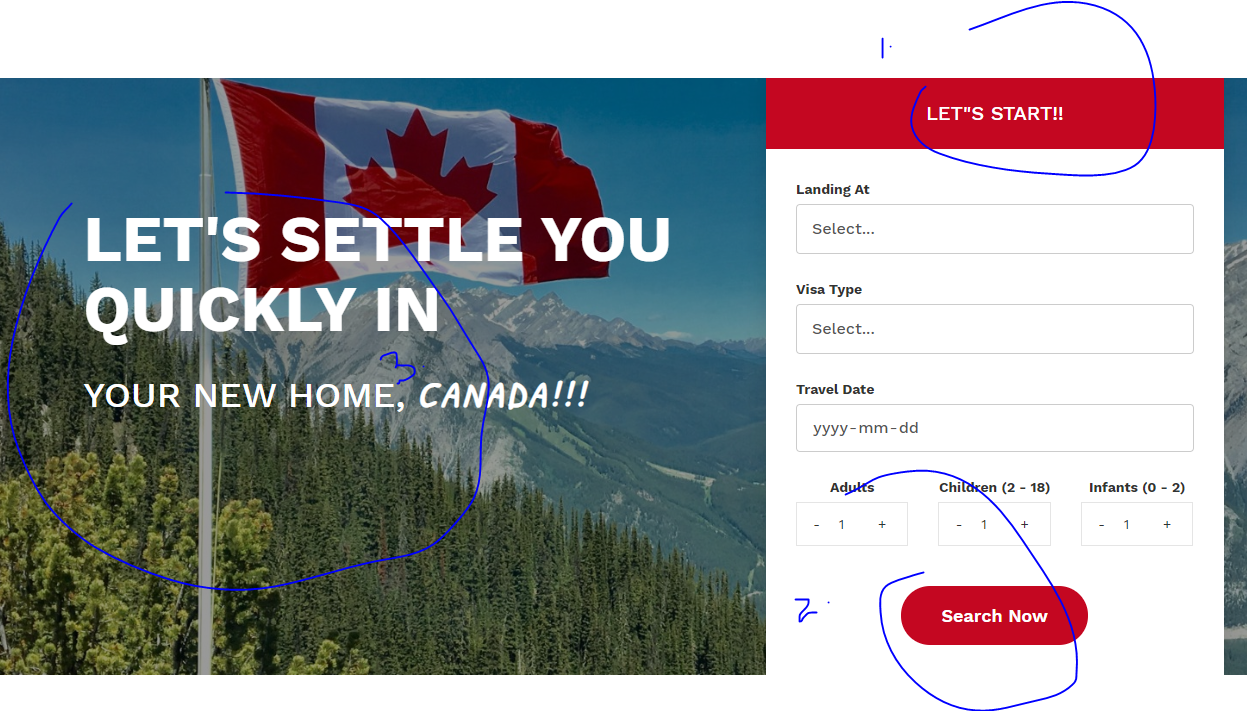 1.
LET"S START!!
LET'S SETTLE YOU
QUICKLY IN
3.
YOUR NEW HOME, CANADA!!!
Landing At
Select...
Visa Type
Select...
Travel Date
yyyy-mm-dd
Adults Children (2 - 18) Infants (0 - 2)
- 1 + - 1 + - 1 +
2.
Search Now